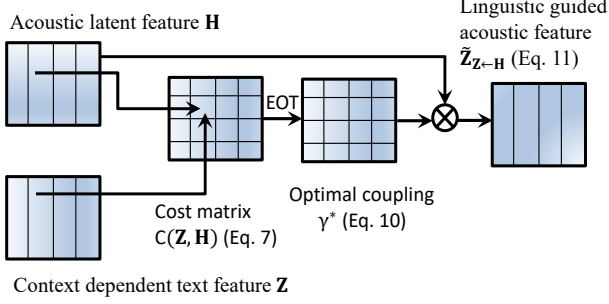 Linguistic guided
Acoustic latent feature H
acoustic feature
Z̃_{Z←H} (Eq. 11)
EOT
Cost matrix
C(Z, H) (Eq. 7)
Optimal coupling
γ* (Eq. 10)
Context dependent text feature Z